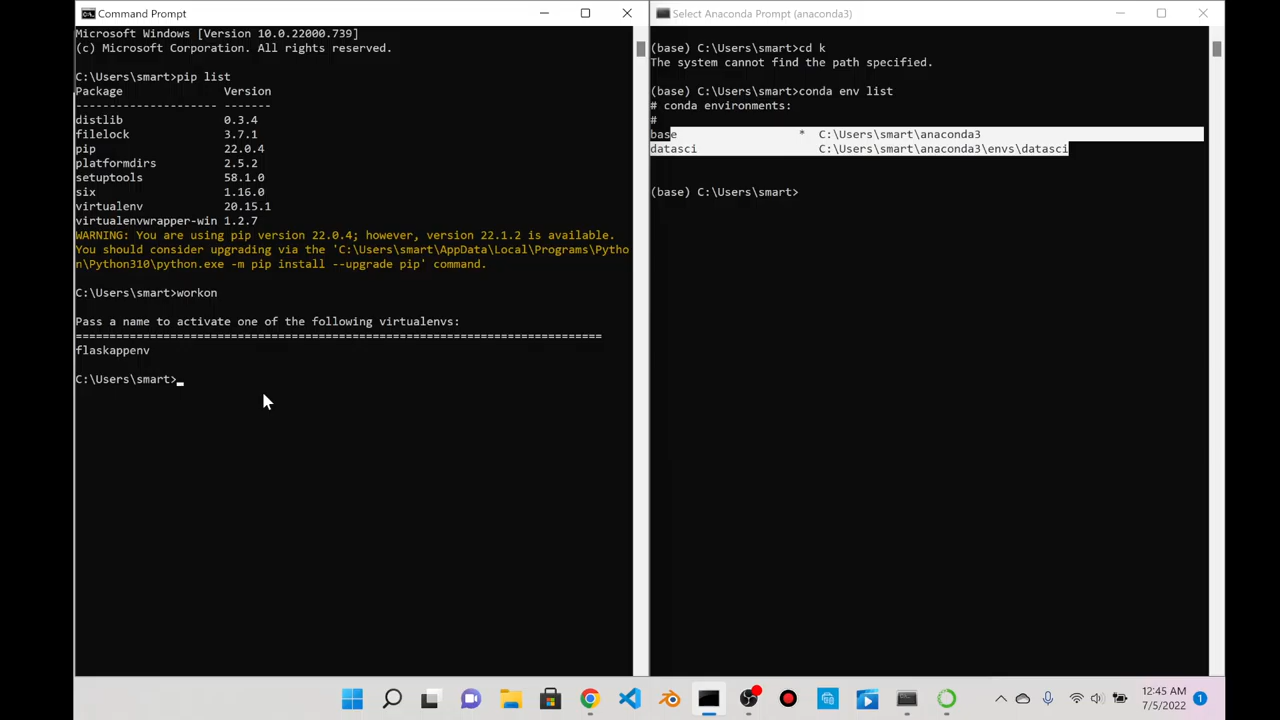 Command Prompt
Microsoft Windows [Version 10.0.22000.739]
(c) Microsoft Corporation. All rights reserved.
C:\Users\smart>pip list
Package Version
-------------------- -------
distlib 0.3.4
filelock 3.7.1
pip 22.0.4
platformdirs 2.5.2
setuptools 58.1.0
six 1.16.0
virtualenv 20.15.1
virtualenvwrapper-win 1.2.7
WARNING: You are using pip version 22.0.4; however, version 22.1.2 is available.
You should consider upgrading via the 'C:\Users\smart\AppData\Local\Programs\Pytho
n\Python310\python.exe -m pip install --upgrade pip' command.
C:\Users\smart>workon
Pass a name to activate one of the following virtualenvs:
==============================================================================
flaskappenv
C:\Users\smart>_
Select Anaconda Prompt (anaconda3)
(base) C:\Users\smart>cd k
The system cannot find the path specified.
(base) C:\Users\smart>conda env list
# conda environments:
#
base * C:\Users\smart\anaconda3
datasci C:\Users\smart\anaconda3\envs\datasci
(base) C:\Users\smart>
12:45 AM
7/5/2022
1